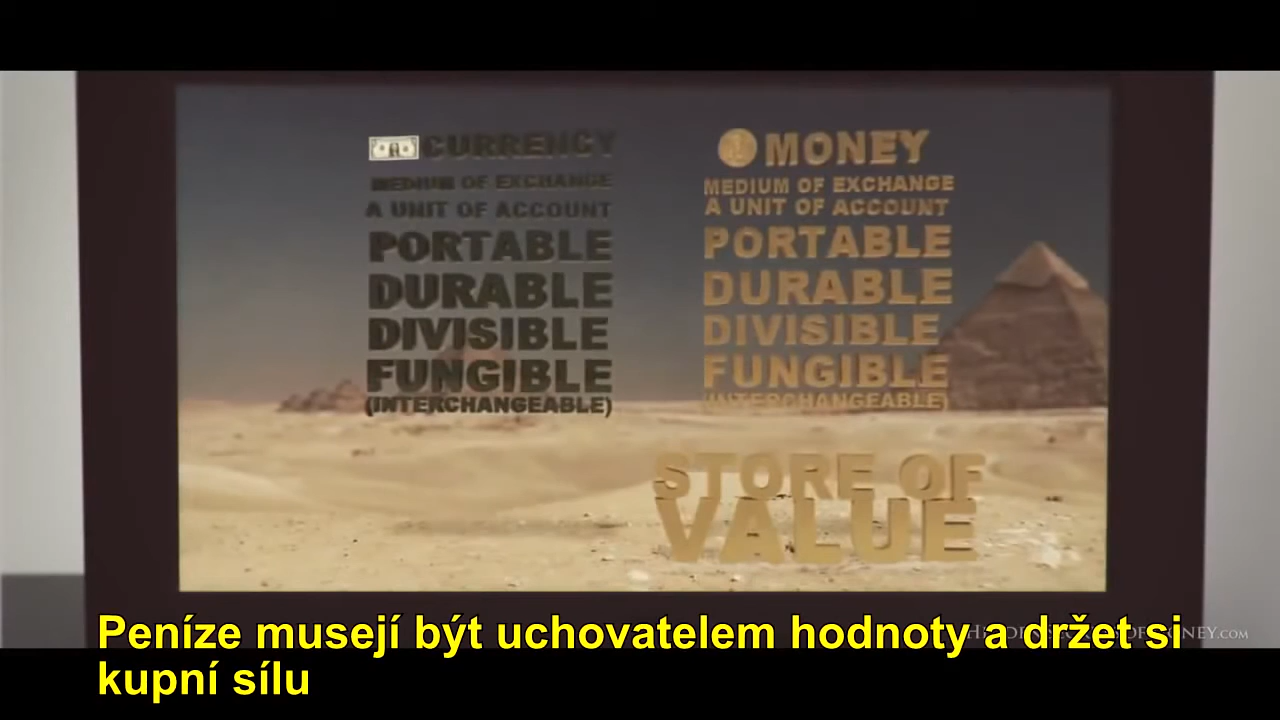 CURRENCY
MEDIUM OF EXCHANGE
A UNIT OF ACCOUNT
PORTABLE
DURABLE
DIVISIBLE
FUNGIBLE
(INTERCHANGEABLE)
MONEY
MEDIUM OF EXCHANGE
A UNIT OF ACCOUNT
PORTABLE
DURABLE
DIVISIBLE
FUNGIBLE
(INTERCHANGEABLE)
STORE OF
VALUE
Peníze musejí být uchovatelem hodnoty a držet si
kupní sílu